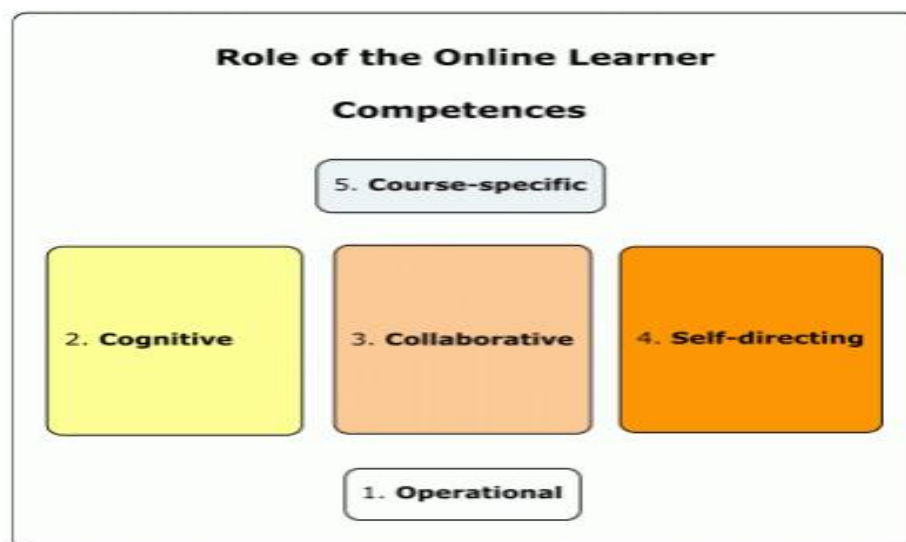 Role of the Online Learner
Competences
5. Course-specific
2. Cognitive
3. Collaborative
4. Self-directing
1. Operational